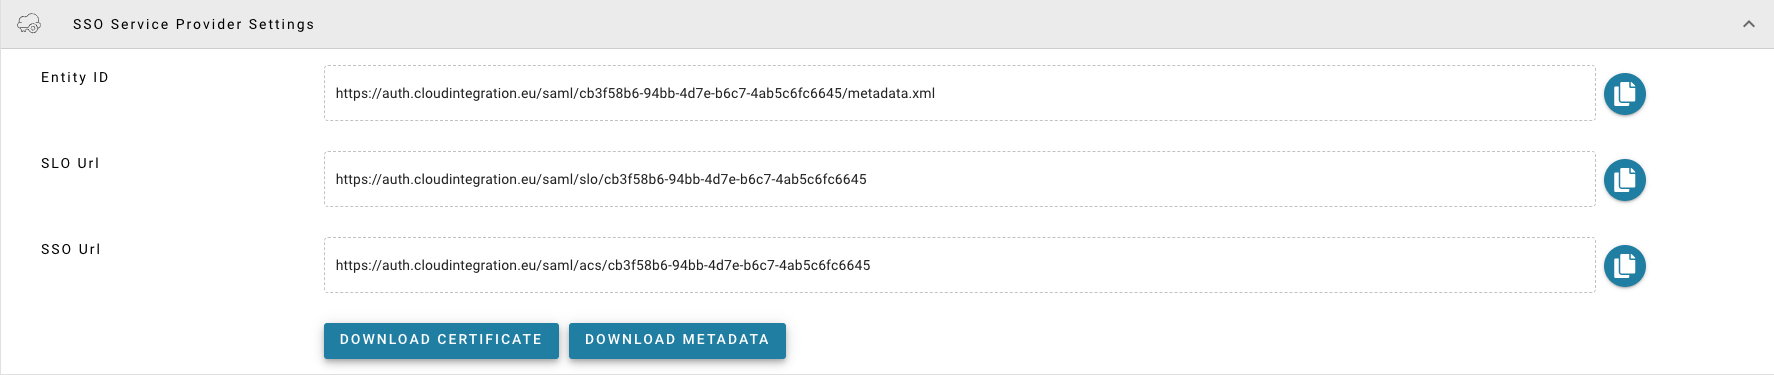 SSO Service Provider Settings
Entity ID
https://auth.cloudintegration.eu/saml/cb3f58b6-94bb-4d7e-b6c7-4ab5c6fc6645/metadata.xml
SLO Url
https://auth.cloudintegration.eu/saml/slo/cb3f58b6-94bb-4d7e-b6c7-4ab5c6fc6645
SSO Url
https://auth.cloudintegration.eu/saml/acs/cb3f58b6-94bb-4d7e-b6c7-4ab5c6fc6645
DOWNLOAD CERTIFICATE DOWNLOAD METADATA